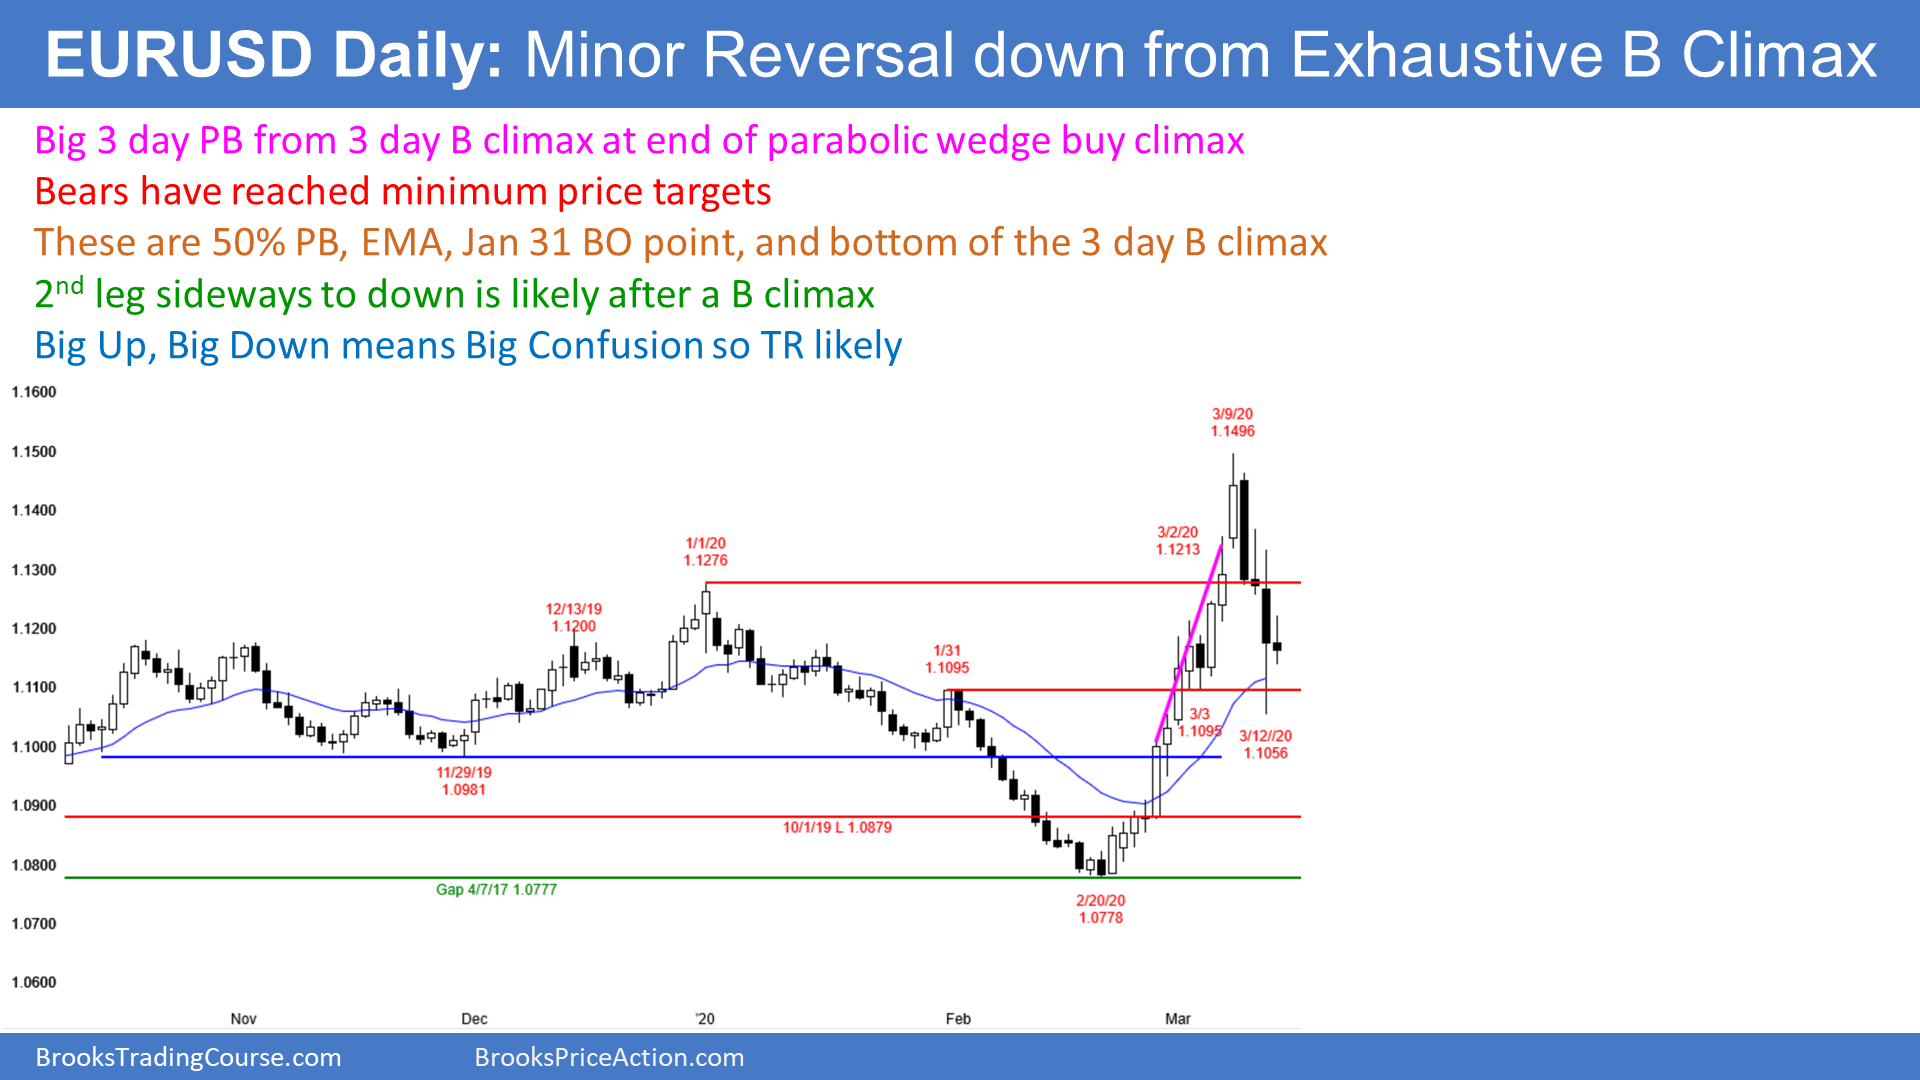 EURUSD Daily: Minor Reversal down from Exhaustive B Climax
Big 3 day PB from 3 day B climax at end of parabolic wedge buy climax
Bears have reached minimum price targets
These are 50% PB, EMA, Jan 31 BO point, and bottom of the 3 day B climax
2nd leg sideways to down is likely after a B climax
Big Up, Big Down means Big Confusion so TR likely
1.1600
1.1500
1.1400
1.1300
1.1200
1.1100
1.1000
1.0900
1.0800
1.0700
1.0600
3/9/20
1.1496
3/2/20
1.1213
1/1/20
1.1276
12/13/19
1.1200
1/31
1.1095
3/3
1.1095
3/12//20
1.1056
11/29/19
1.0981
10/1/19 L 1.0879
Gap 4/7/17 1.0777
2/20/20
1.0778
Nov
Dec
'20
Feb
Mar
BrooksTradingCourse.com
BrooksPriceAction.com